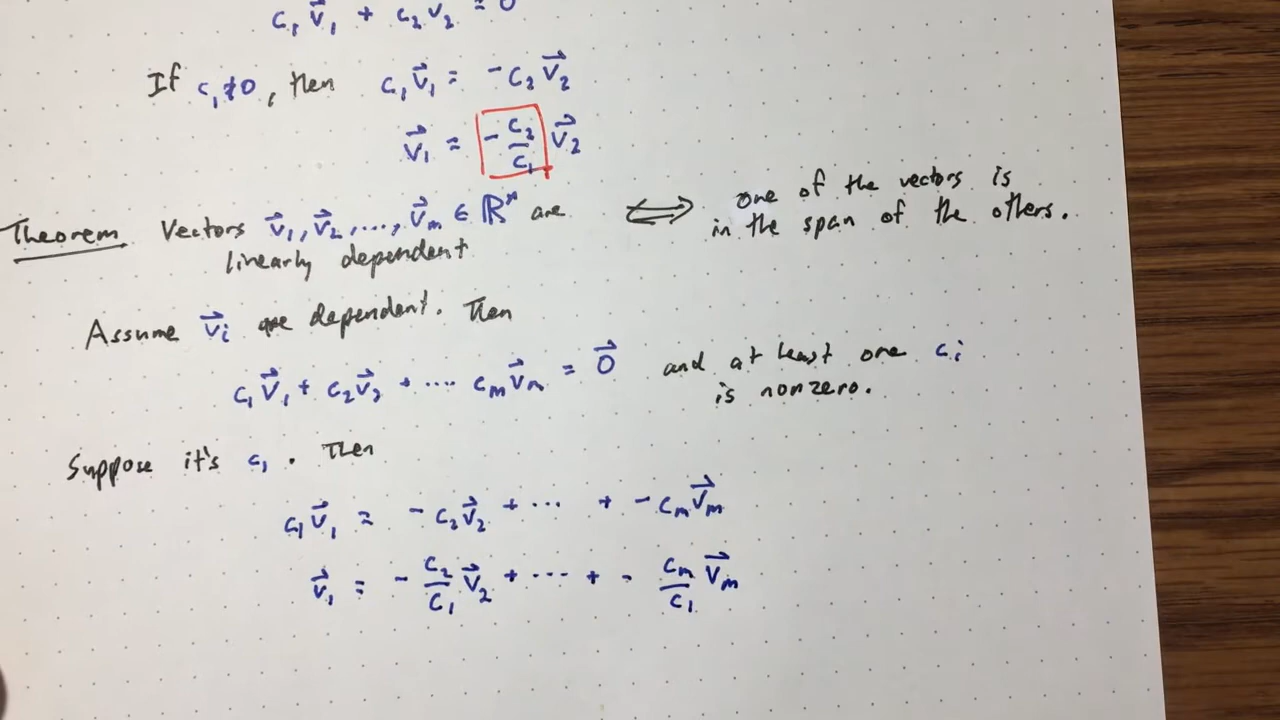 c₁v⃗₁ + c₂v₂ = 0
If c₁≠0, then c₁v⃗₁ = -c₂v⃗₂
v⃗₁ = -c₂/c₁ v⃗₂
Theorem Vectors v⃗₁, v⃗₂, ..., v⃗ₘ ∈ ℝⁿ are ⟺ one of the vectors is
linearly dependent in the span of the others.
Assume v⃗ᵢ are dependent. Then
c₁v⃗₁ + c₂v⃗₂ + .... cₘv⃗ₘ = 0⃗ and at least one cᵢ
is nonzero.
Suppose it's c₁. Then
c₁v⃗₁ = -c₂v⃗₂ + ... + -cₘv⃗ₘ
v⃗₁ = -c₂/c₁ v⃗₂ + .... + - cₘ/c₁ v⃗ₘ